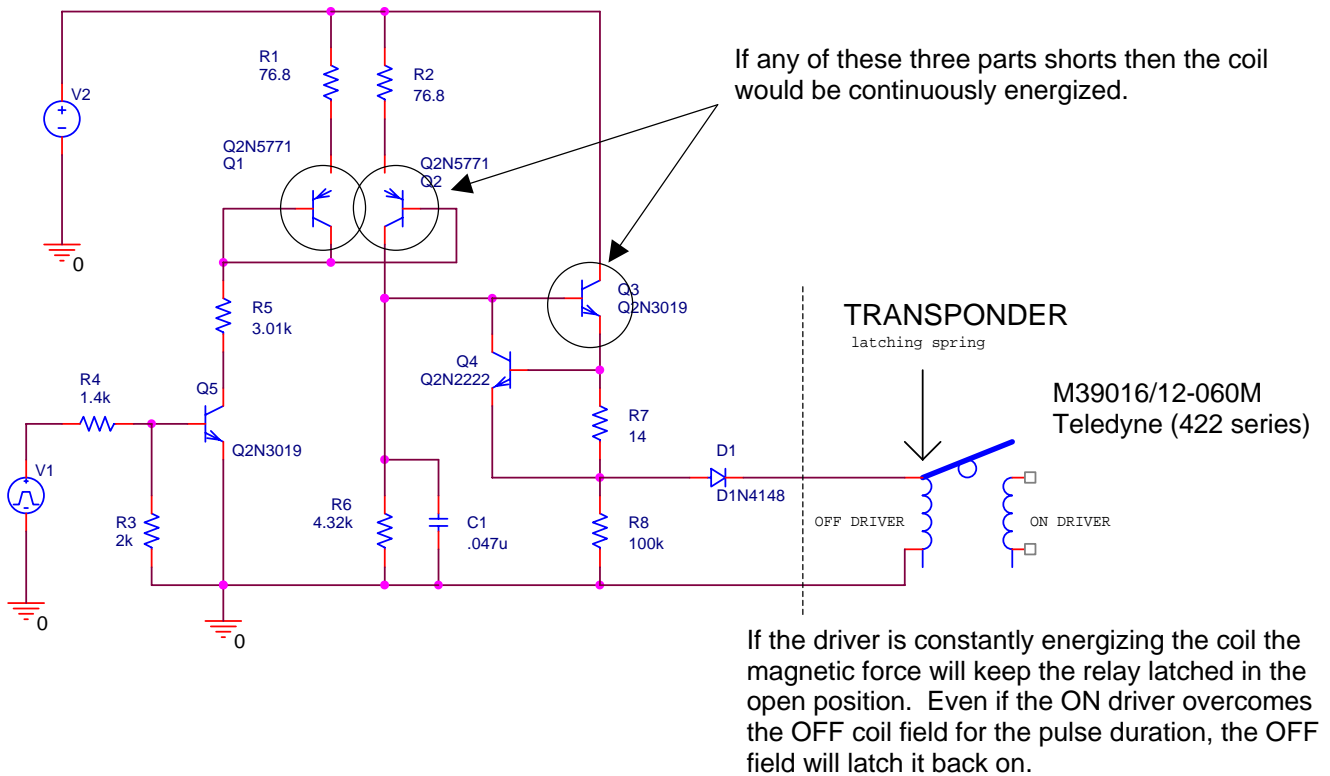 If any of these three parts shorts then the coil
would be continuously energized.
R1
76.8
R2
76.8
V2
+
-
Q2N5771
Q1
Q2N5771
Q2
0
R5
3.01k
Q3
Q2N3019
TRANSPONDER
latching spring
Q4
Q2N2222
M39016/12-060M
Teledyne (422 series)
R4
1.4k
Q5
Q2N3019
R7
14
D1
D1N4148
V1
+
-
R3
2k
R6
4.32k
C1
.047u
R8
100k
OFF DRIVER
ON DRIVER
0
0
If the driver is constantly energizing the coil the
magnetic force will keep the relay latched in the
open position. Even if the ON driver overcomes
the OFF coil field for the pulse duration, the OFF
field will latch it back on.